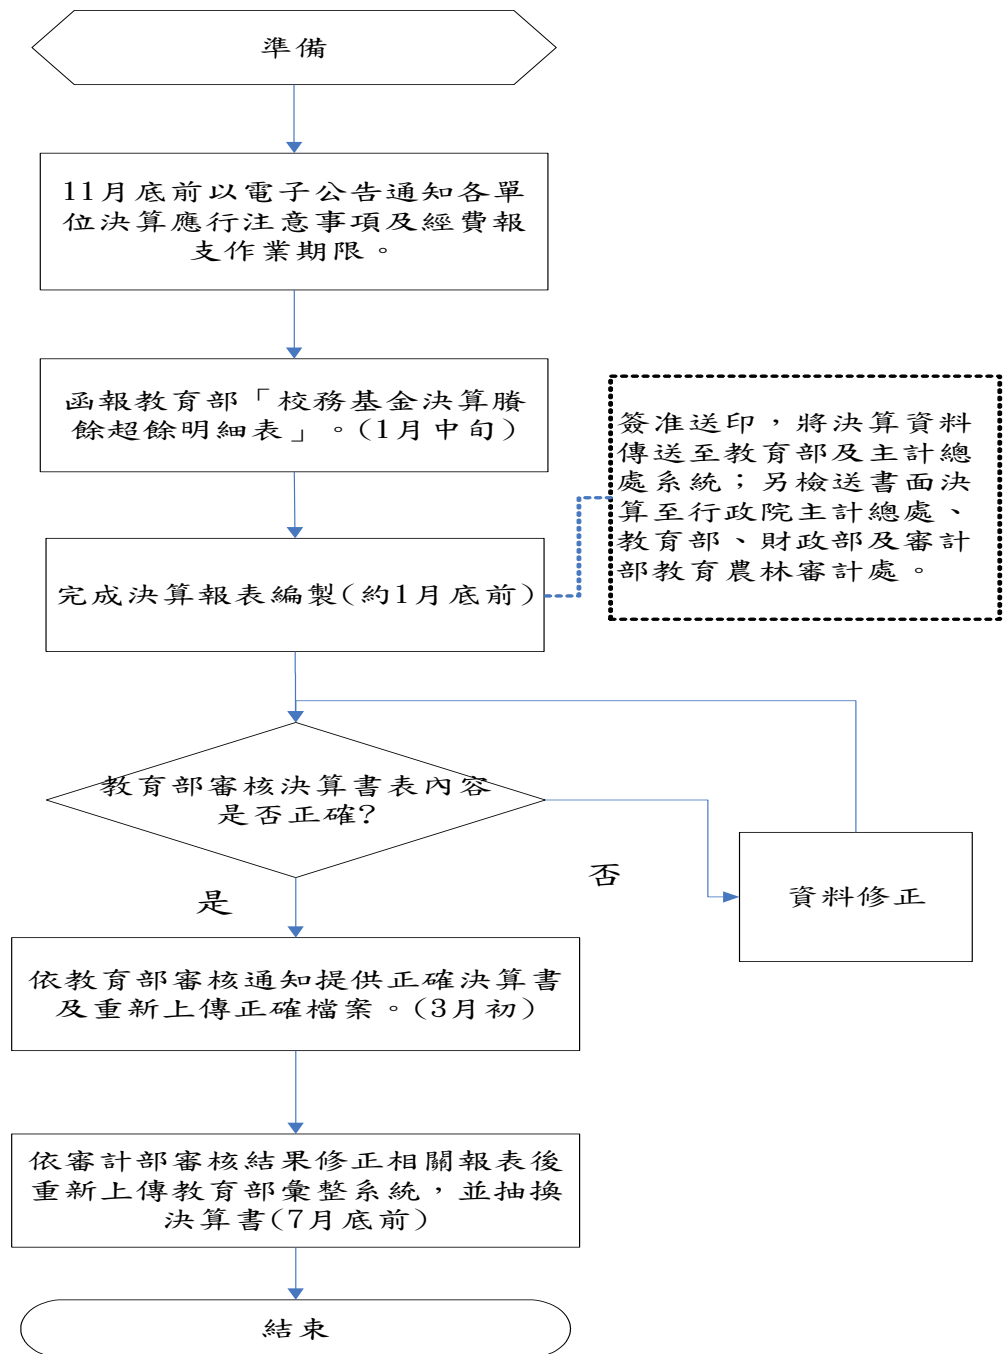 準備
11月底前以電子公告通知各單
位決算應行注意事項及經費報
支作業期限。
函報教育部「校務基金決算賸
餘超餘明細表」。(1月中旬)
簽准送印，將決算資料
傳送至教育部及主計總
處系統；另檢送書面決
算至行政院主計總處、
教育部、財政部及審計
部教育農林審計處。
完成決算報表編製(約1月底前)
教育部審核決算書表內容
是否正確?
否
是
資料修正
依教育部審核通知提供正確決算書
及重新上傳正確檔案。(3月初)
依審計部審核結果修正相關報表後
重新上傳教育部彙整系統，並抽換
決算書(7月底前)
結束